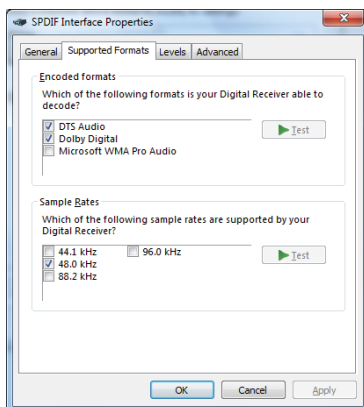 SPDIF Interface Properties
General Supported Formats Levels Advanced
Encoded formats
Which of the following formats is your Digital Receiver able to
decode?
DTS Audio
Dolby Digital
Microsoft WMA Pro Audio
Test
Sample Rates
Which of the following sample rates are supported by your
Digital Receiver?
44.1 kHz 96.0 kHz
48.0 kHz
88.2 kHz
Test
OK Cancel Apply